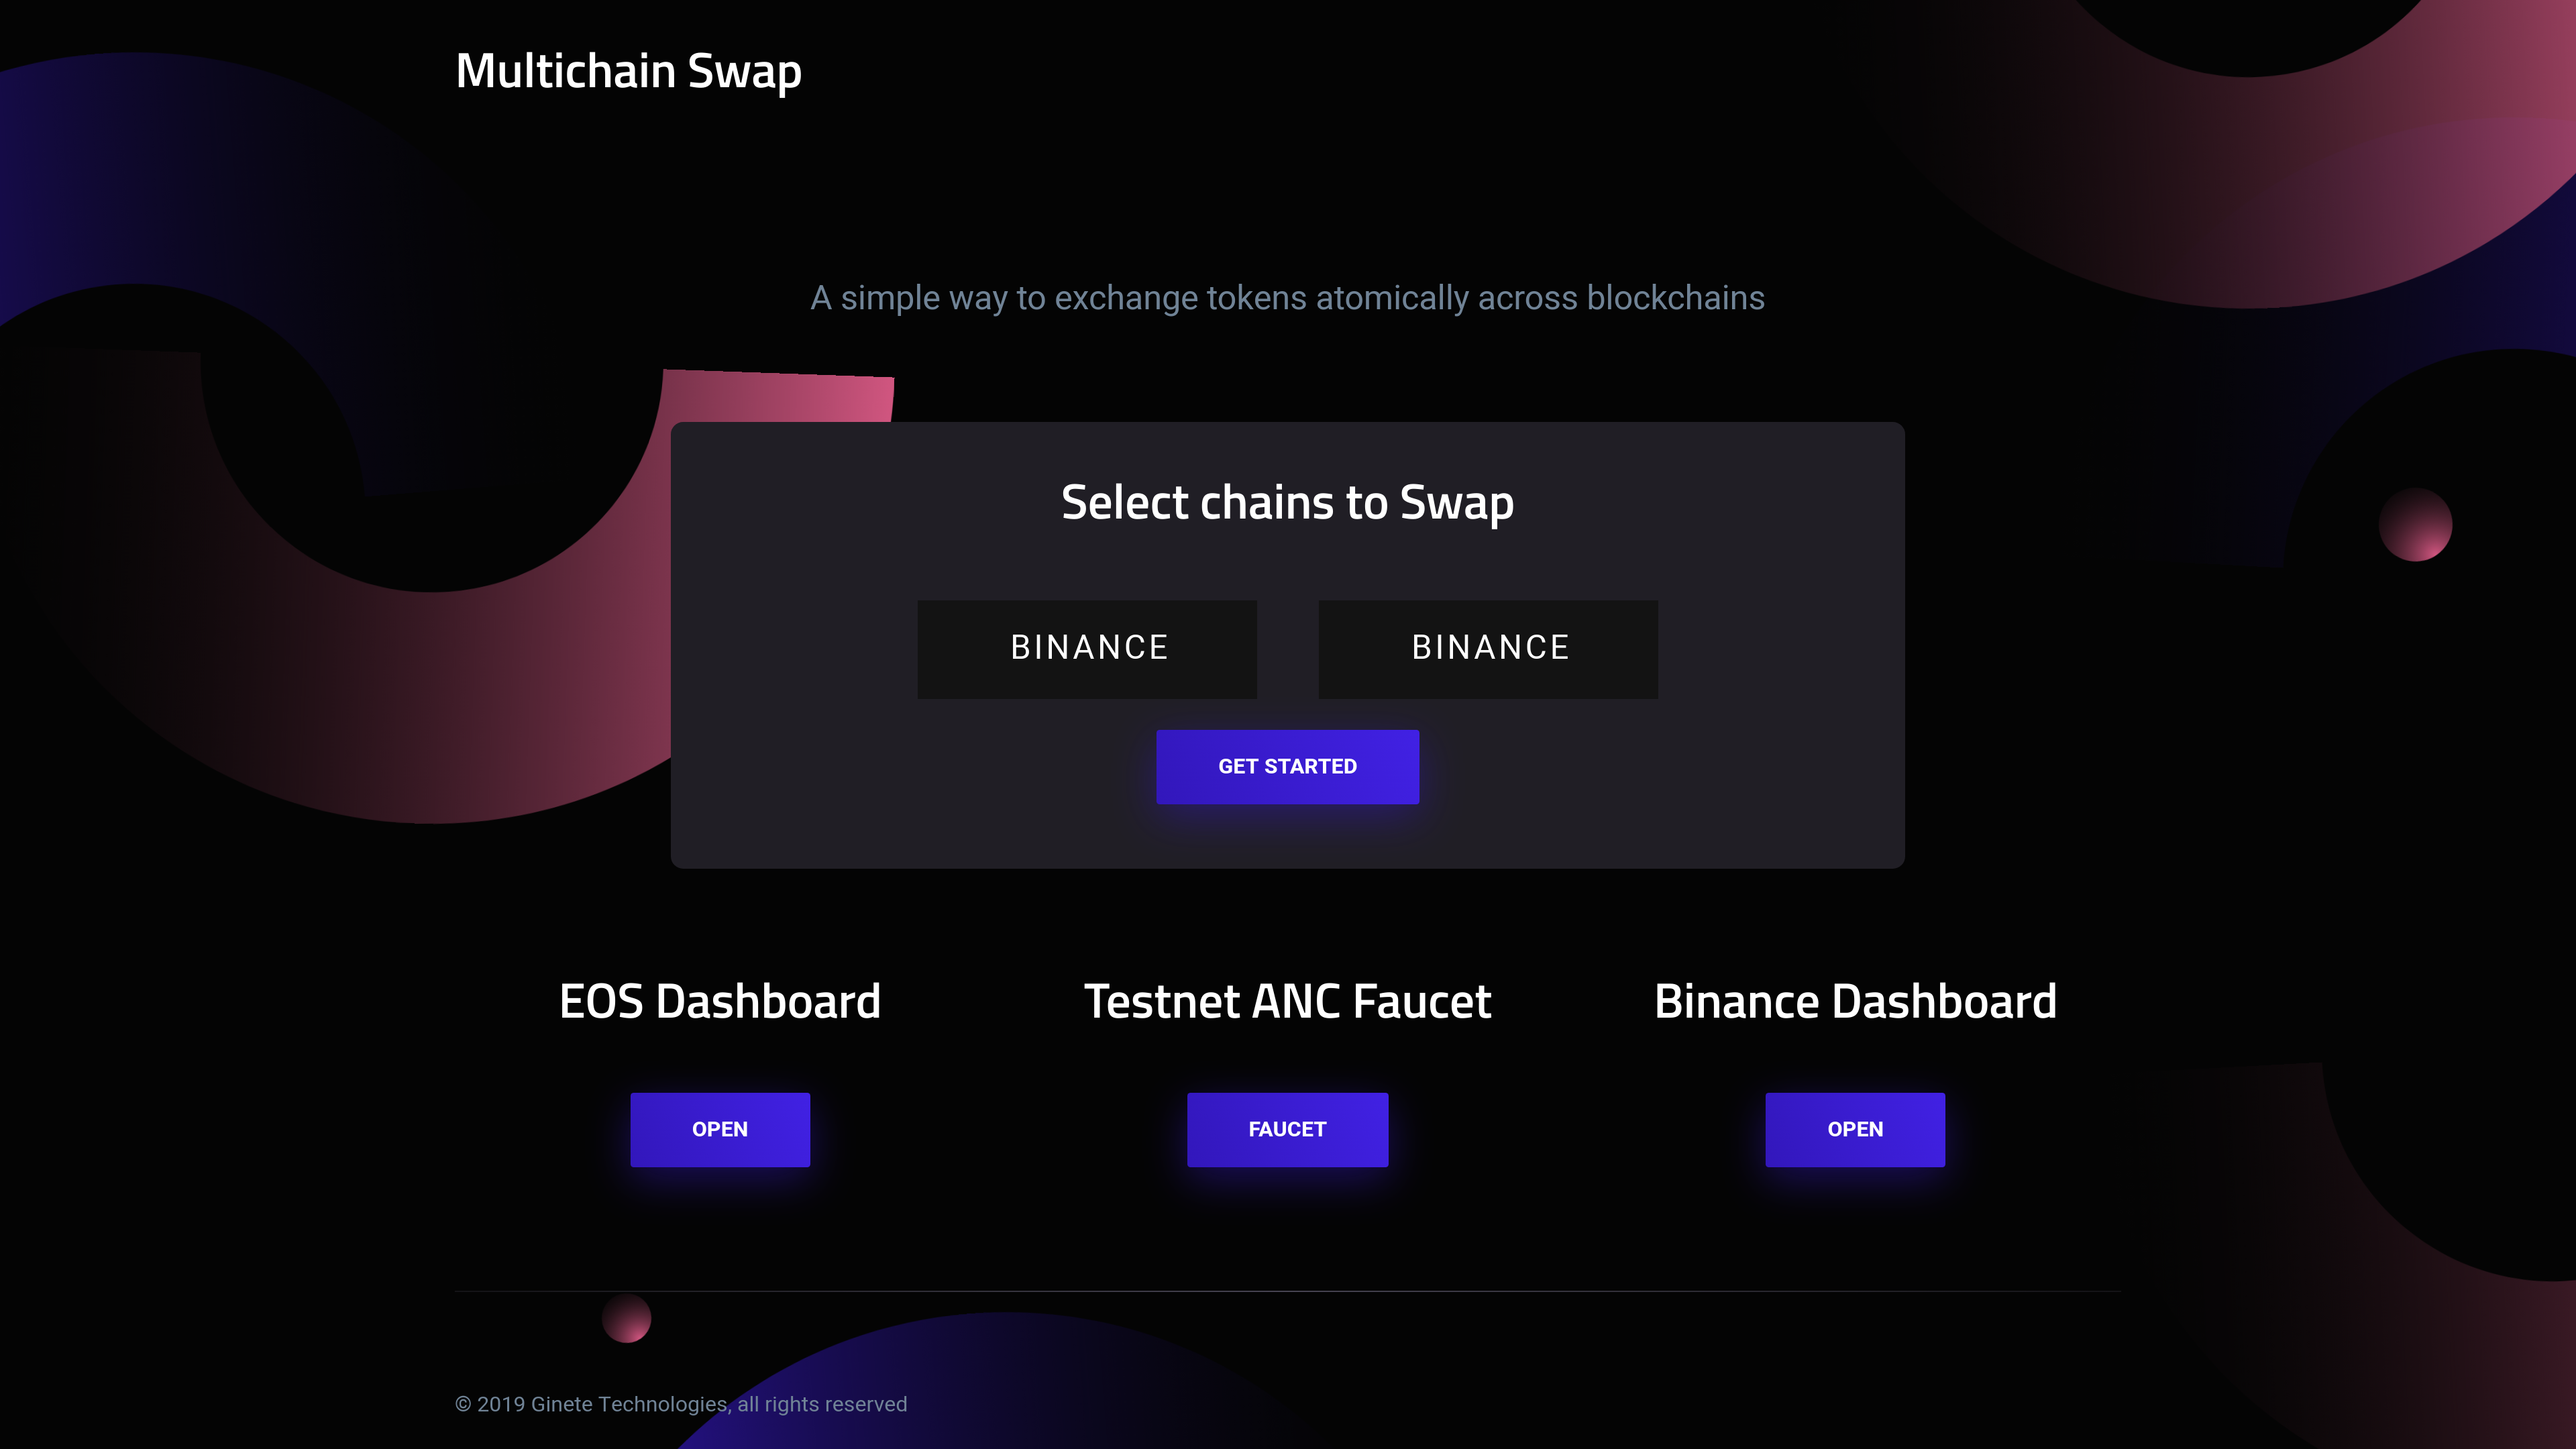 Multichain Swap
A simple way to exchange tokens atomically across blockchains
Select chains to Swap
BINANCE BINANCE
GET STARTED
EOS Dashboard Testnet ANC Faucet Binance Dashboard
OPEN FAUCET OPEN
© 2019 Ginete Technologies, all rights reserved